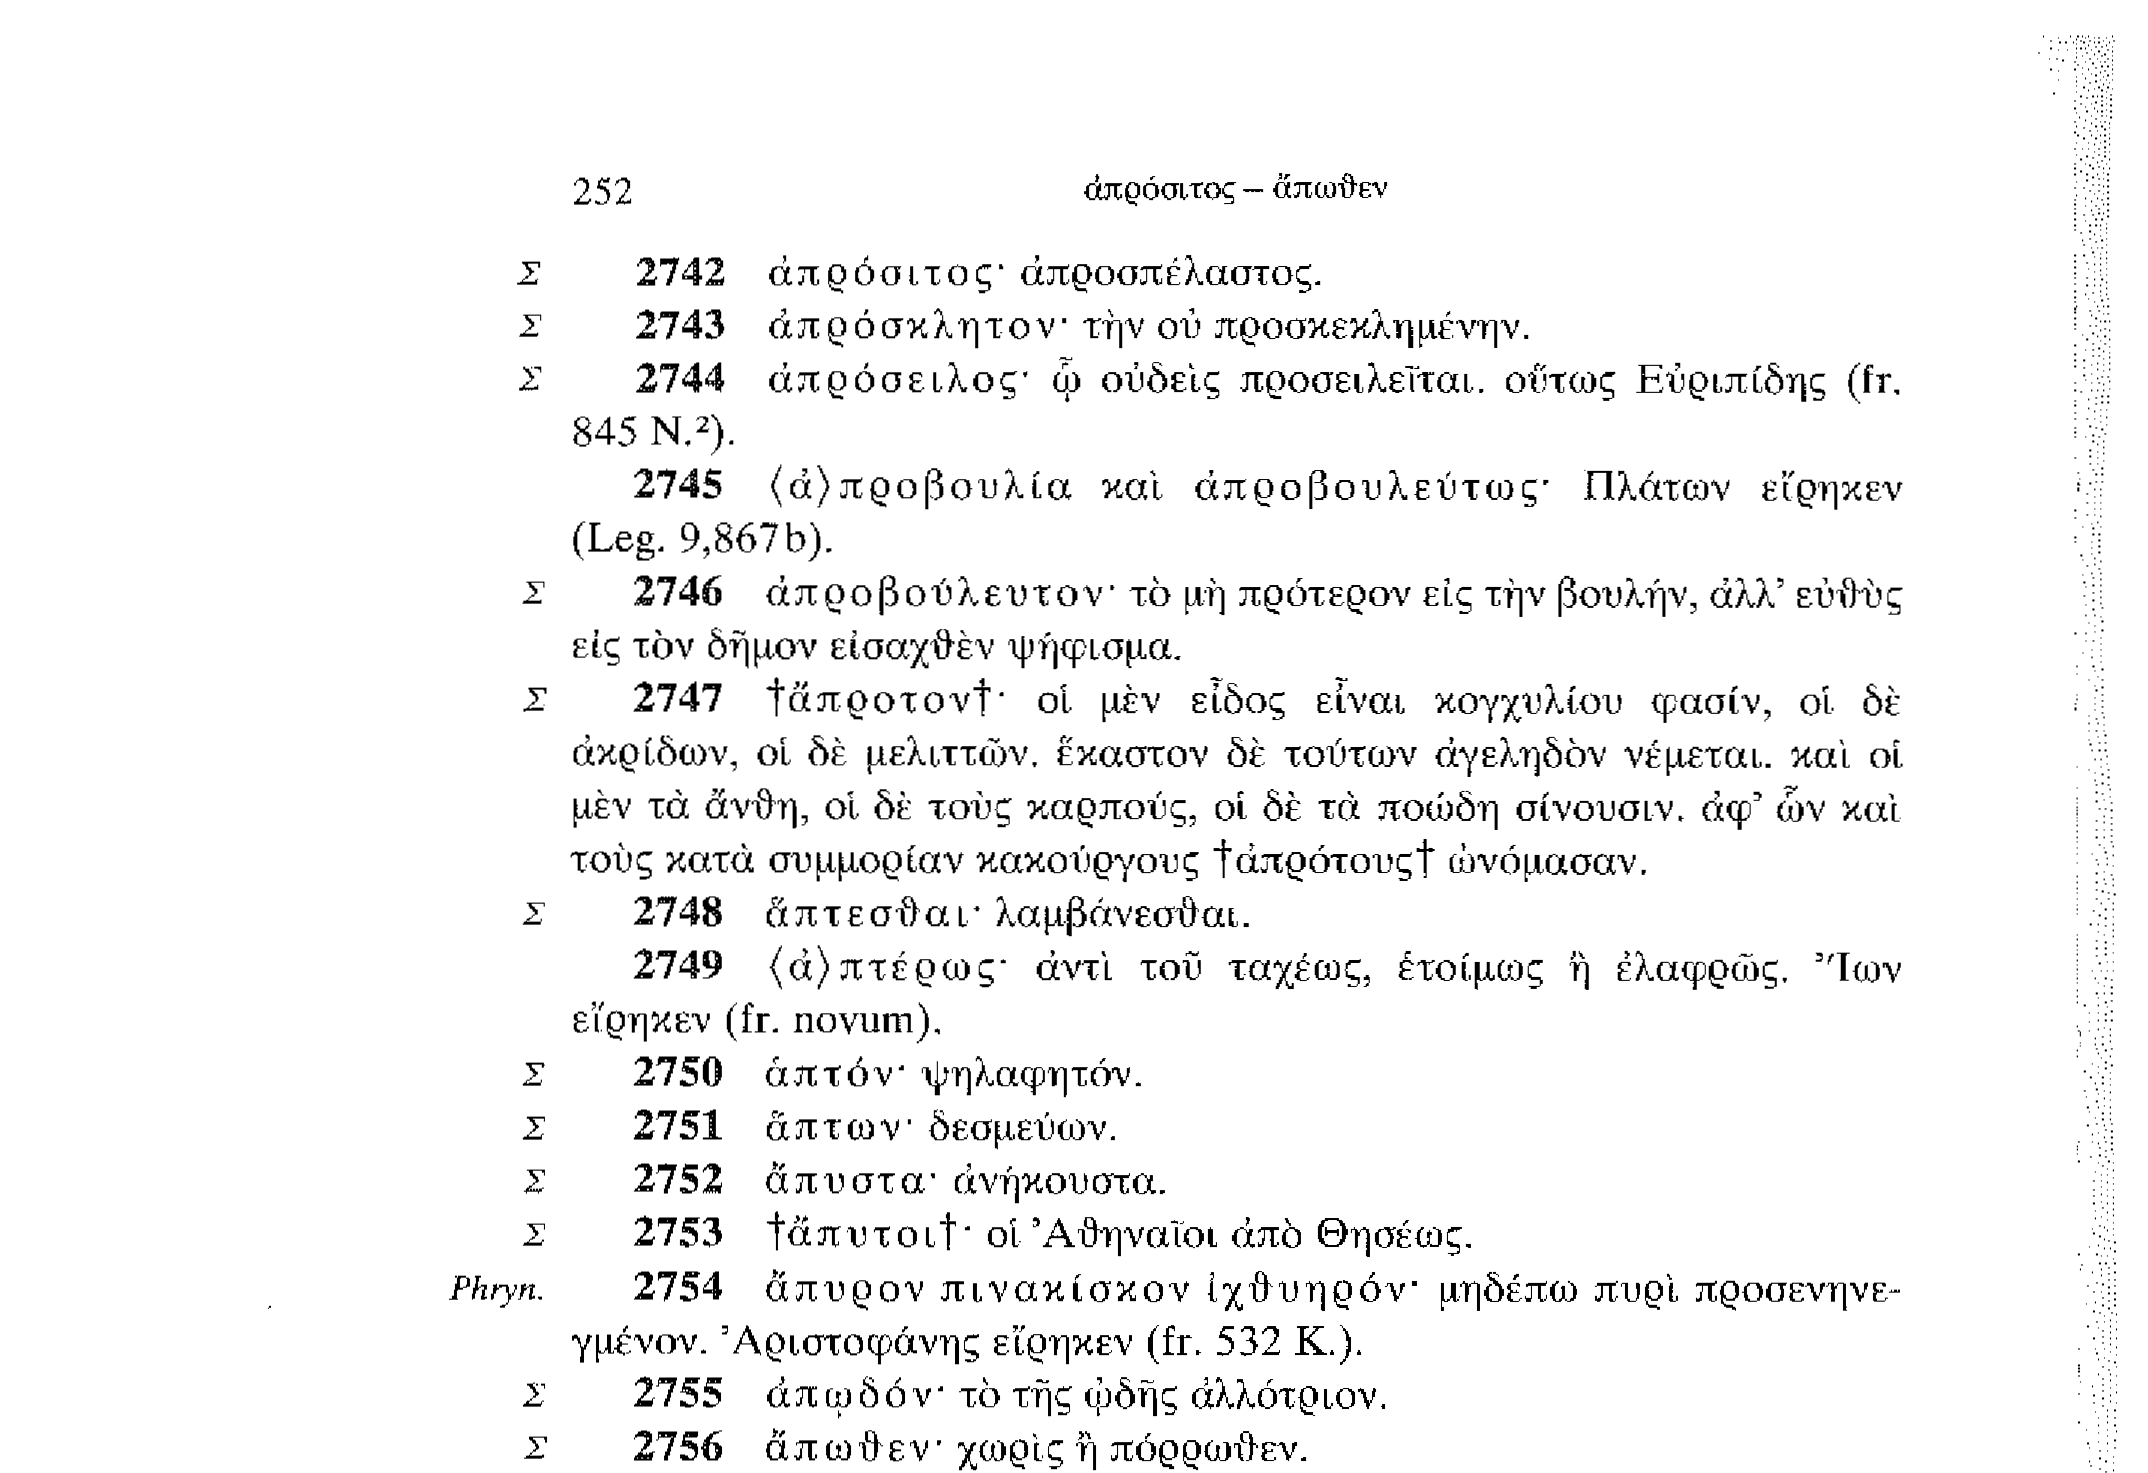 252 ἀπρόσιτος – ἄπωθεν
Σ 2742 ἀπρόσιτος· ἀπροσπέλαστος.
Σ 2743 ἀπρόσκλητον· τὴν οὐ προσκεκλημένην.
Σ 2744 ἀπρόσειλος· ᾧ οὐδεὶς προσειλεῖται. οὕτως Εὐριπίδης (fr.
845 N.²).
2745 ⟨ἀ⟩προβουλία καὶ ἀπροβουλεύτως· Πλάτων εἴρηκεν
(Leg. 9,867b).
Σ 2746 ἀπροβούλευτον· τὸ μὴ πρότερον εἰς τὴν βουλήν, ἀλλ’ εὐθὺς
εἰς τὸν δῆμον εἰσαχθὲν ψήφισμα.
Σ 2747 †ἄπροτον†· οἱ μὲν εἶδος εἶναι κογχυλίου φασίν, οἱ δὲ
ἀκρίδων, οἱ δὲ μελιττῶν. ἕκαστον δὲ τούτων ἀγεληδὸν νέμεται. καὶ οἱ
μὲν τὰ ἄνθη, οἱ δὲ τοὺς καρπούς, οἱ δὲ τὰ ποώδη σίνουσιν. ἀφ’ ὧν καὶ
τοὺς κατὰ συμμορίαν κακούργους †ἀπρότους† ὠνόμασαν.
Σ 2748 ἅπτεσθαι· λαμβάνεσθαι.
2749 ⟨ἀ⟩πτέρως· ἀντὶ τοῦ ταχέως, ἑτοίμως ἢ ἐλαφρῶς. Ἴων
εἴρηκεν (fr. novum).
Σ 2750 ἁπτόν· ψηλαφητόν.
Σ 2751 ἅπτων· δεσμεύων.
Σ 2752 ἄπυστα· ἀνήκουστα.
Σ 2753 †ἄπυτοι†· οἱ Ἀθηναῖοι ἀπὸ Θησέως.
Phryn. 2754 ἄπυρον πινακίσκον ἰχθυηρόν· μηδέπω πυρὶ προσενηνε-
γμένον. Ἀριστοφάνης εἴρηκεν (fr. 532 K.).
Σ 2755 ἀπῳδόν· τὸ τῆς ᾠδῆς ἀλλότριον.
Σ 2756 ἄπωθεν· χωρὶς ἢ πόρρωθεν.